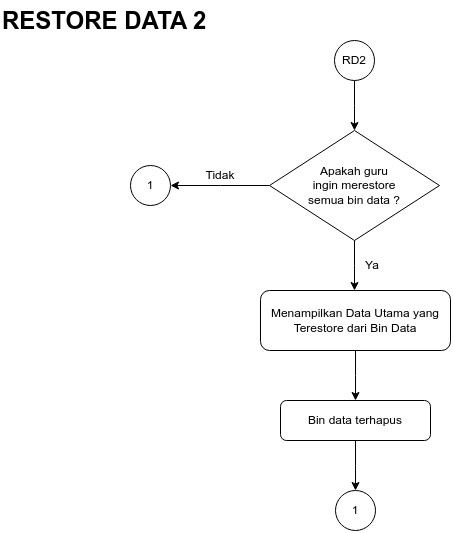 RESTORE DATA 2
RD2
Apakah guru
ingin merestore
semua bin data ?
Tidak
1
Ya
Menampilkan Data Utama yang
Terestore dari Bin Data
Bin data terhapus
1